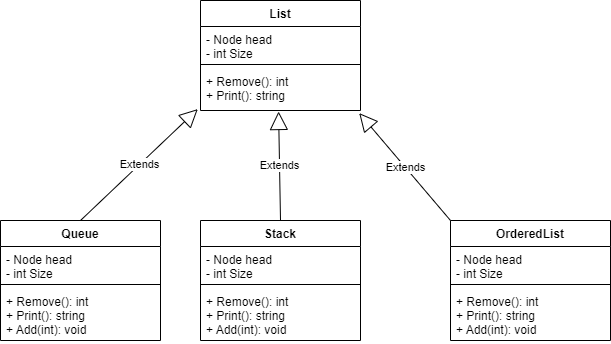 List
- Node head
- int Size
+ Remove(): int
+ Print(): string
Extends
Extends
Extends
Queue
- Node head
- int Size
+ Remove(): int
+ Print(): string
+ Add(int): void
Stack
- Node head
- int Size
+ Remove(): int
+ Print(): string
+ Add(int): void
OrderedList
- Node head
- int Size
+ Remove(): int
+ Print(): string
+ Add(int): void